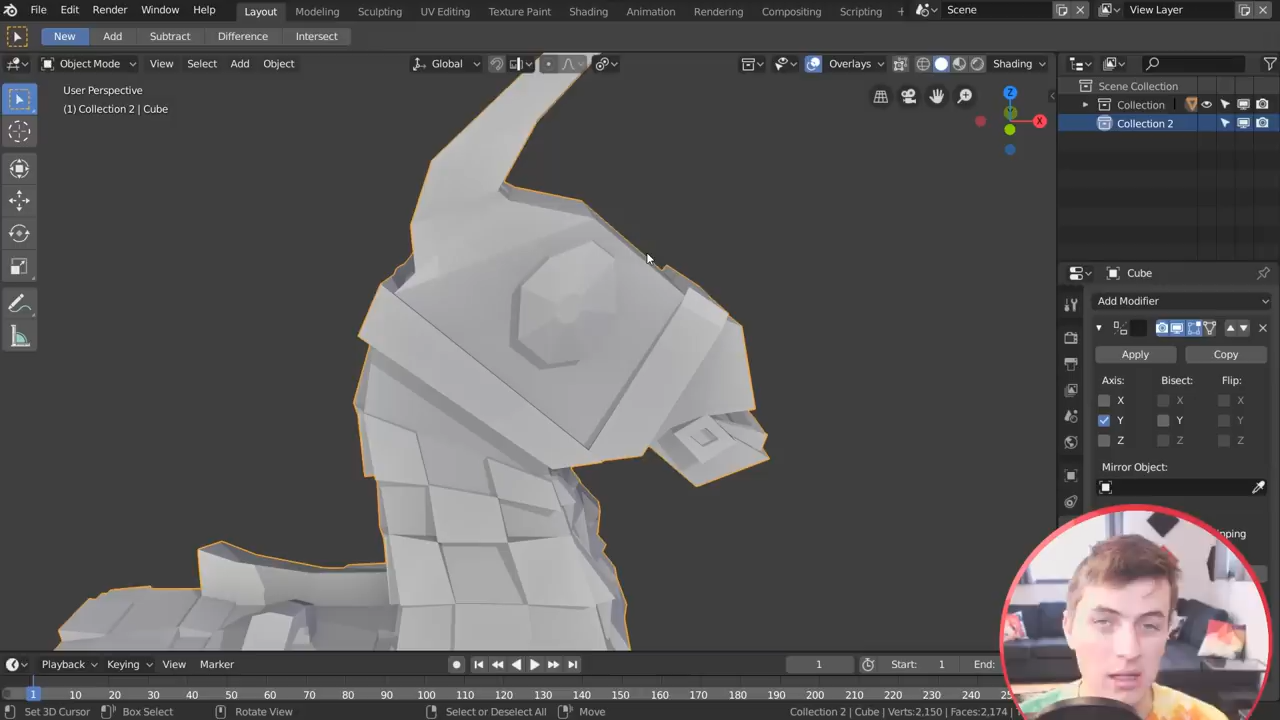 File Edit Render Window Help Layout Modeling Sculpting UV Editing Texture Paint Shading Animation Rendering Compositing Scripting + Scene View Layer
New Add Subtract Difference Intersect
Object Mode View Select Add Object Global Overlays Shading
User Perspective
(1) Collection 2 | Cube
Z
X
Scene Collection
Collection
Collection 2
Cube
Add Modifier
Apply Copy
Axis: Bisect: Flip:
X X X
Y Y Y
Z Z Z
Mirror Object:
Playback Keying View Marker 1 Start: 1 End:
1 10 20 30 40 50 60 70 80 90 100 110 120 130 140 150 160 170 180 190 200 210 220 230 240
Set 3D Cursor Box Select Rotate View Select or Deselect All Move Collection 2 | Cube | Verts:2,150 | Faces:2,174 |